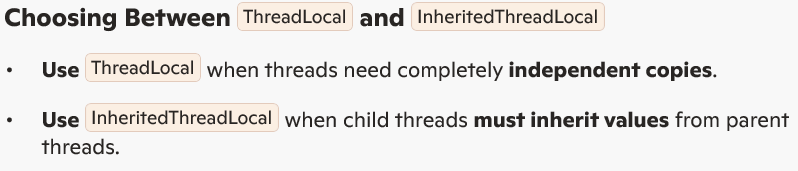 Choosing Between ThreadLocal and InheritedThreadLocal
• Use ThreadLocal when threads need completely independent copies.
• Use InheritedThreadLocal when child threads must inherit values from parent
threads.